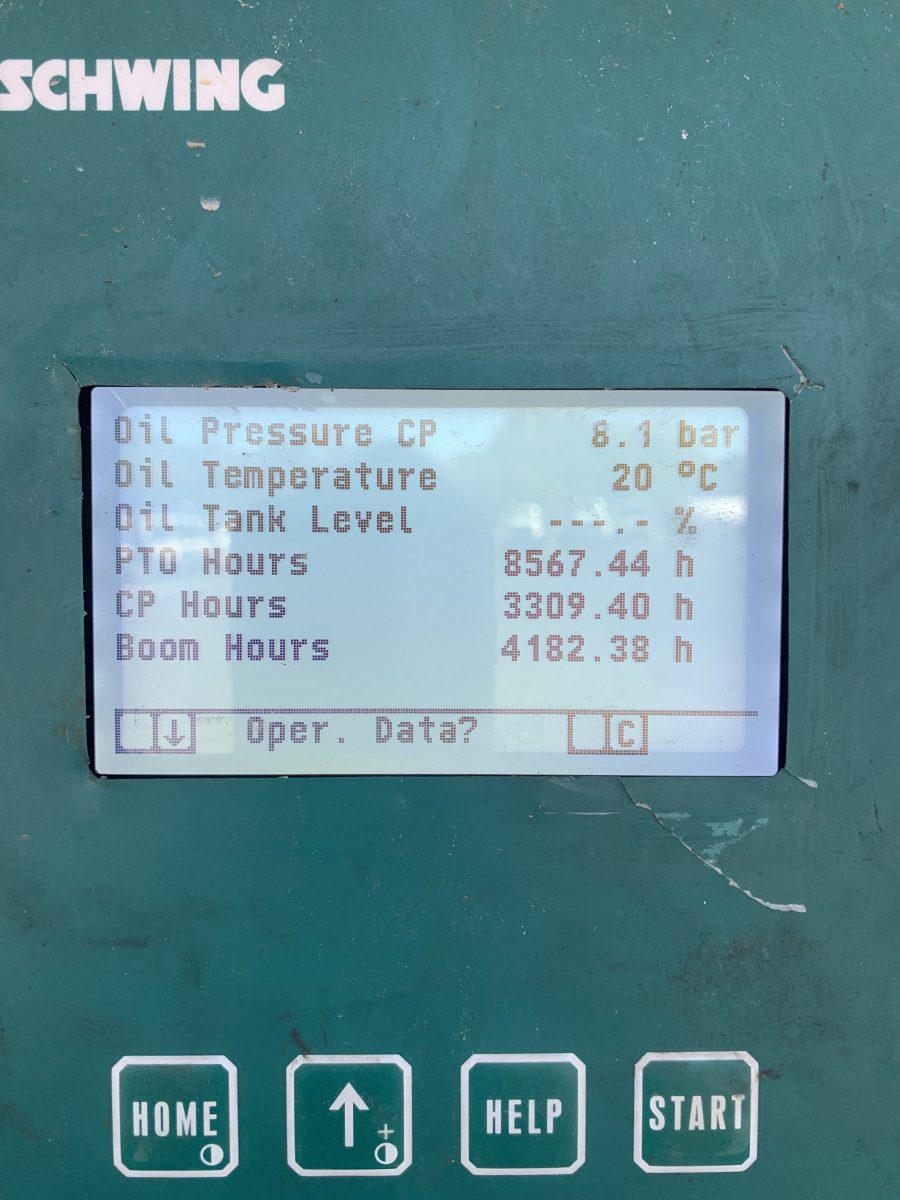 SCHWING
Oil Pressure CP 6.1 bar
Oil Temperature 20 °C
Oil Tank Level ---.- %
PTO Hours 8567.44 h
CP Hours 3309.40 h
Boom Hours 4182.38 h
↓ Oper. Data? C
HOME ↑ + HELP START